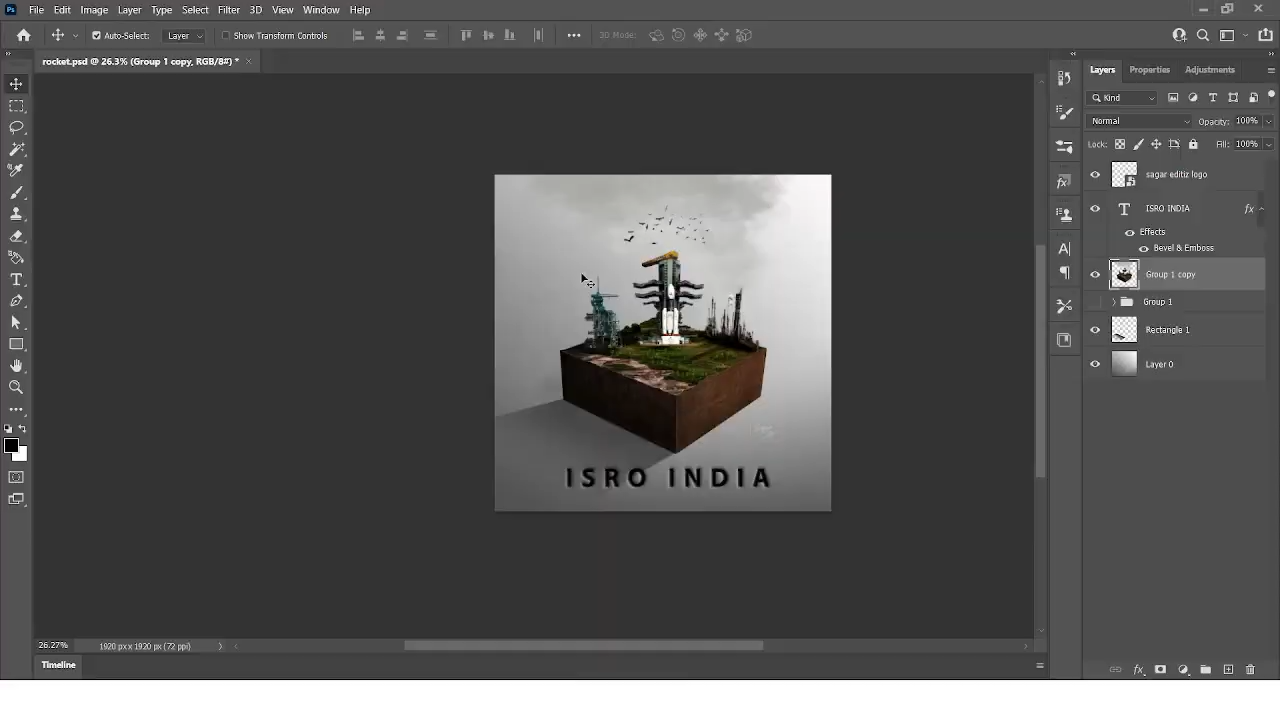 Ps File Edit Image Layer Type Select Filter 3D View Window Help
Auto-Select: Layer Show Transform Controls 3D Mode:
rocket.psd @ 26.3% (Group 1 copy, RGB/8#) *
Layers Properties Adjustments
Kind
Normal Opacity: 100%
Lock: Fill: 100%
sagar editiz logo
ISRO INDIA fx
Effects
Bevel & Emboss
Group 1 copy
Group 1
Rectangle 1
Layer 0
ISRO INDIA
26.27% 1920 px x 1920 px (72 ppi)
Timeline